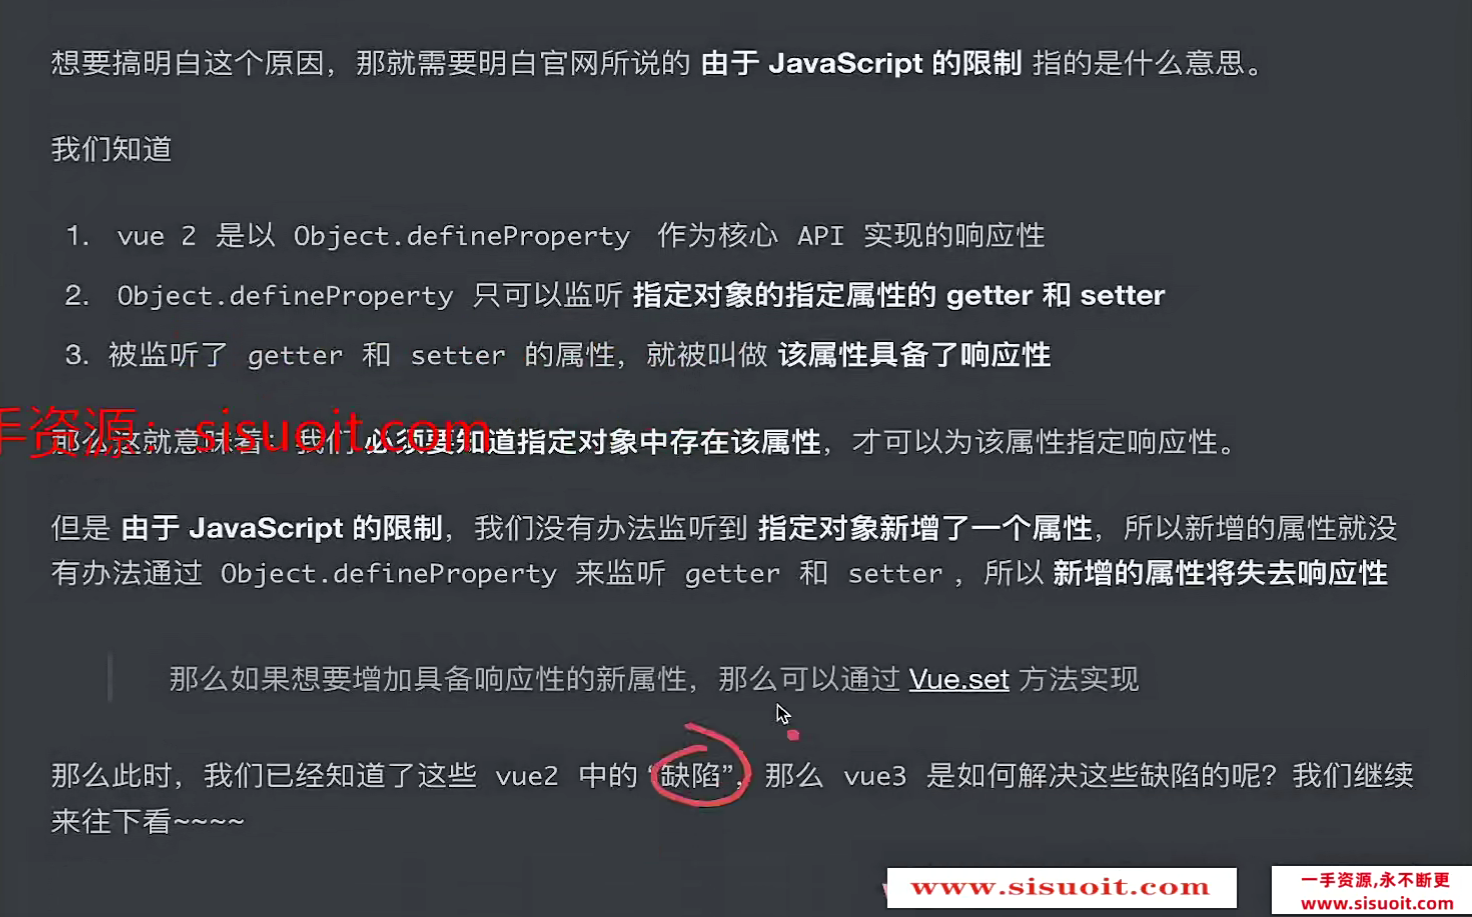 想要搞明白这个原因，那就需要明白官网所说的 由于 JavaScript 的限制 指的是什么意思。
我们知道
1. vue 2 是以 Object.defineProperty 作为核心 API 实现的响应性
2. Object.defineProperty 只可以监听 指定对象的指定属性的 getter 和 setter
3. 被监听了 getter 和 setter 的属性，就被叫做 该属性具备了响应性
手资源：sisuoit.com
那么这就意味着：我们 必须要知道指定对象中存在该属性，才可以为该属性指定响应性。
但是 由于 JavaScript 的限制，我们没有办法监听到 指定对象新增了一个属性，所以新增的属性就没
有办法通过 Object.defineProperty 来监听 getter 和 setter ，所以 新增的属性将失去响应性
那么如果想要增加具备响应性的新属性，那么可以通过 Vue.set 方法实现
那么此时，我们已经知道了这些 vue2 中的 “缺陷”，那么 vue3 是如何解决这些缺陷的呢？我们继续
来往下看~~~~
www.sisuoit.com
一手资源,永不断更
www.sisuoit.com